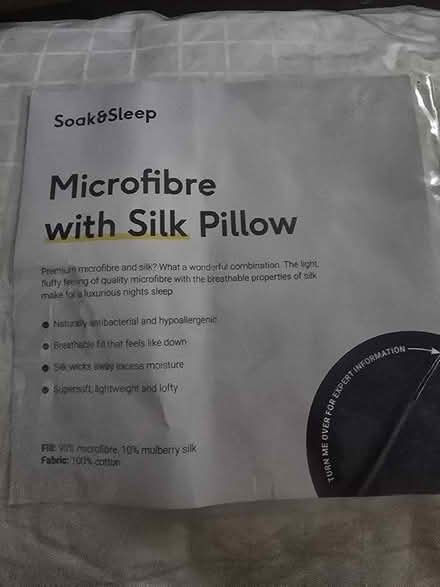 Soak&Sleep
Microfibre
with Silk Pillow
Premium microfibre and silk? What a wonderful combination. The light,
fluffy feeling of quality microfibre with the breathable properties of silk
make for a luxurious nights sleep
Naturally antibacterial and hypoallergenic
Breathable fill that feels like down
Silk wicks away excess moisture
Supersoft, lightweight and lofty
Fill: 90% microfibre, 10% mulberry silk
Fabric: 100% cotton
TURN ME OVER FOR EXPERT INFORMATION